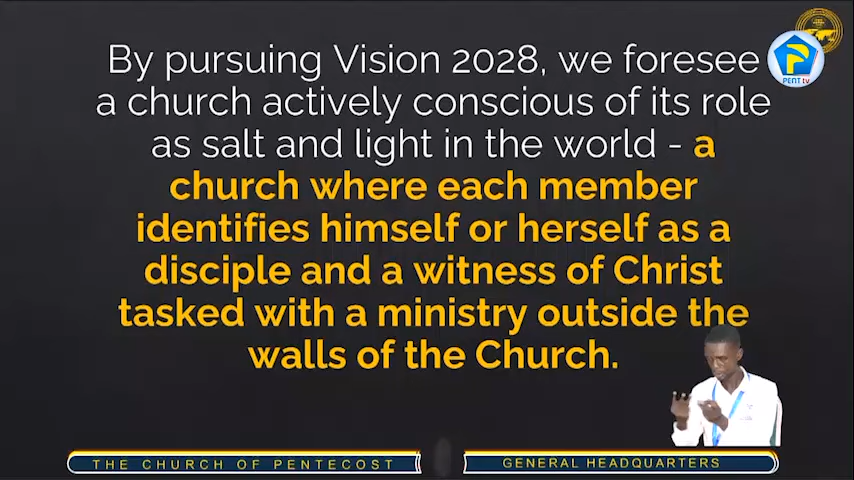 By pursuing Vision 2028, we foresee
a church actively conscious of its role
as salt and light in the world - a
church where each member
identifies himself or herself as a
disciple and a witness of Christ
tasked with a ministry outside the
walls of the Church.
PENT tv
THE CHURCH OF PENTECOST
GENERAL HEADQUARTERS